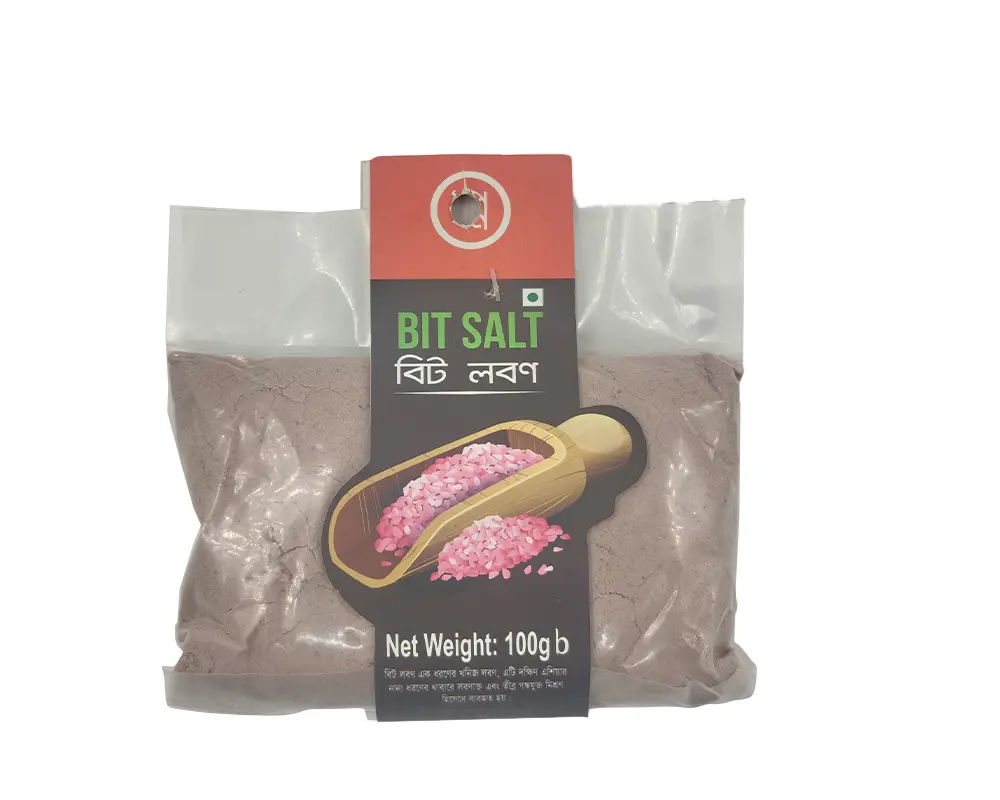 BIT SALT
বিট লবণ
Net Weight: 100g b
বিট লবণ এক ধরণের খনিজ লবণ, এটি দক্ষিণ এশিয়ার
নানা ধরণের খাবারে লবণাক্ত এবং তীব্র গন্ধযুক্ত মিশ্রণ
হিসেবে ব্যবহৃত হয়।